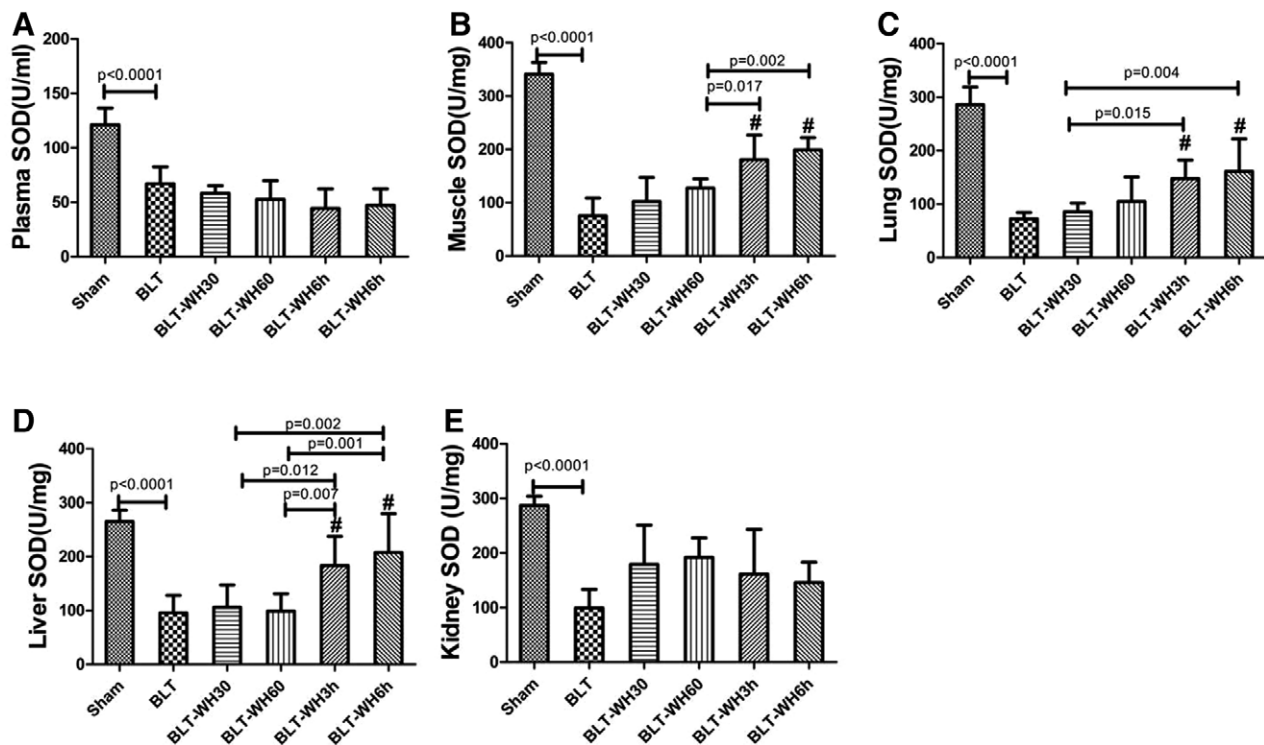 A
Plasma SOD(U/ml)
200
150
100
50
0
p<0.0001
Sham
BLT
BLT-WH30
BLT-WH60
BLT-WH6h
BLT-WH6h
B
Muscle SOD(U/mg)
400
300
200
100
0
p<0.0001
p=0.002
p=0.017
#
#
Sham
BLT
BLT-WH30
BLT-WH60
BLT-WH3h
BLT-WH6h
C
Lung SOD(U/mg)
400
300
200
100
0
p<0.0001
p=0.004
p=0.015
#
#
Sham
BLT
BLT-WH30
BLT-WH60
BLT-WH3h
BLT-WH6h
D
Liver SOD(U/mg)
400
300
200
100
0
p<0.0001
p=0.002
p=0.001
p=0.012
p=0.007
#
#
Sham
BLT
BLT-WH30
BLT-WH60
BLT-WH3h
BLT-WH6h
E
Kidney SOD (U/mg)
400
300
200
100
0
p<0.0001
Sham
BLT
BLT-WH30
BLT-WH60
BLT-WH3h
BLT-WH6h